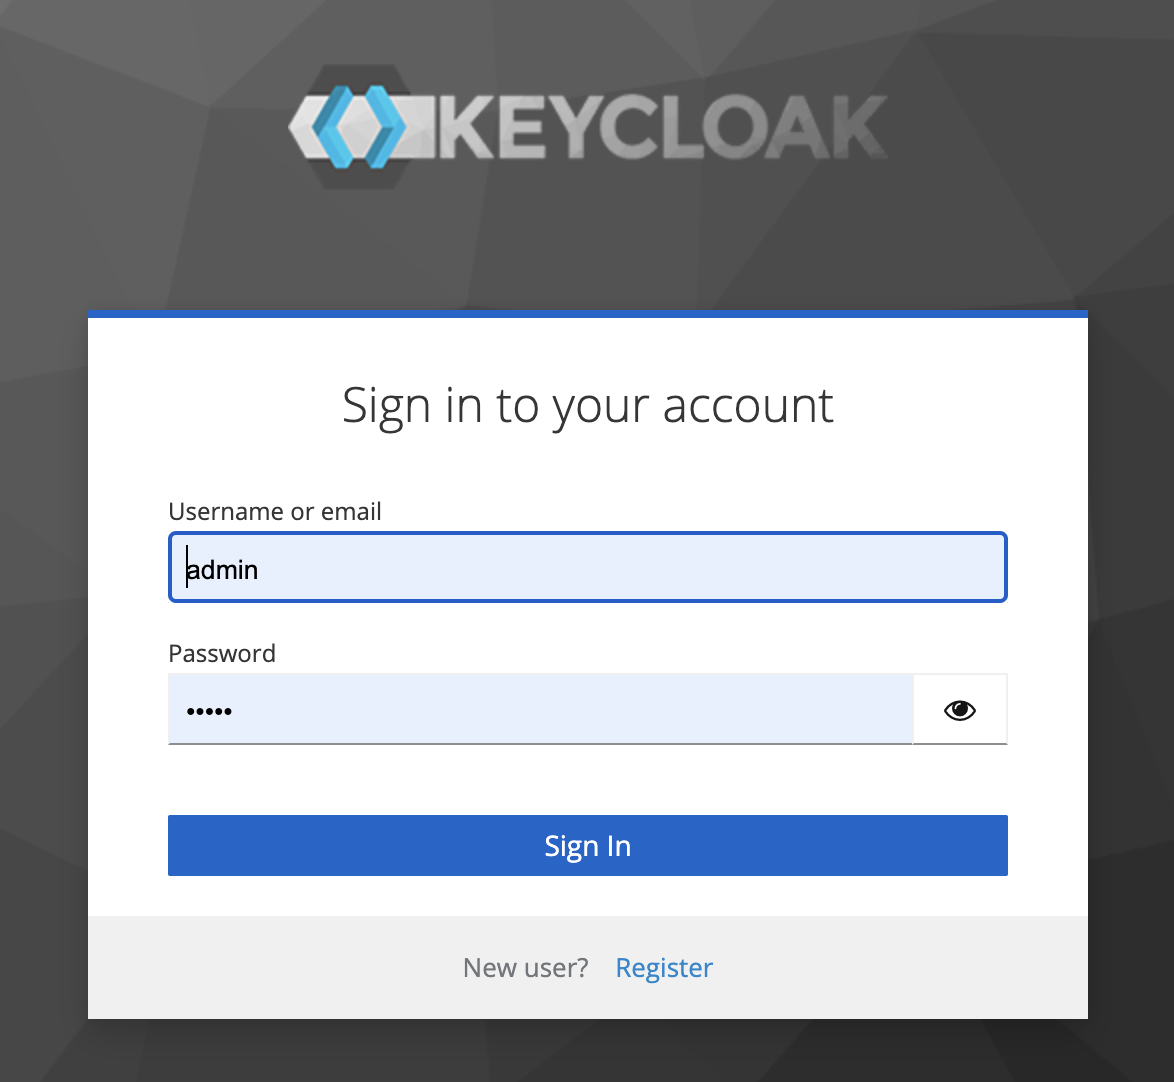 KEYCLOAK
Sign in to your account
Username or email
admin
Password
•••••
Sign In
New user? Register